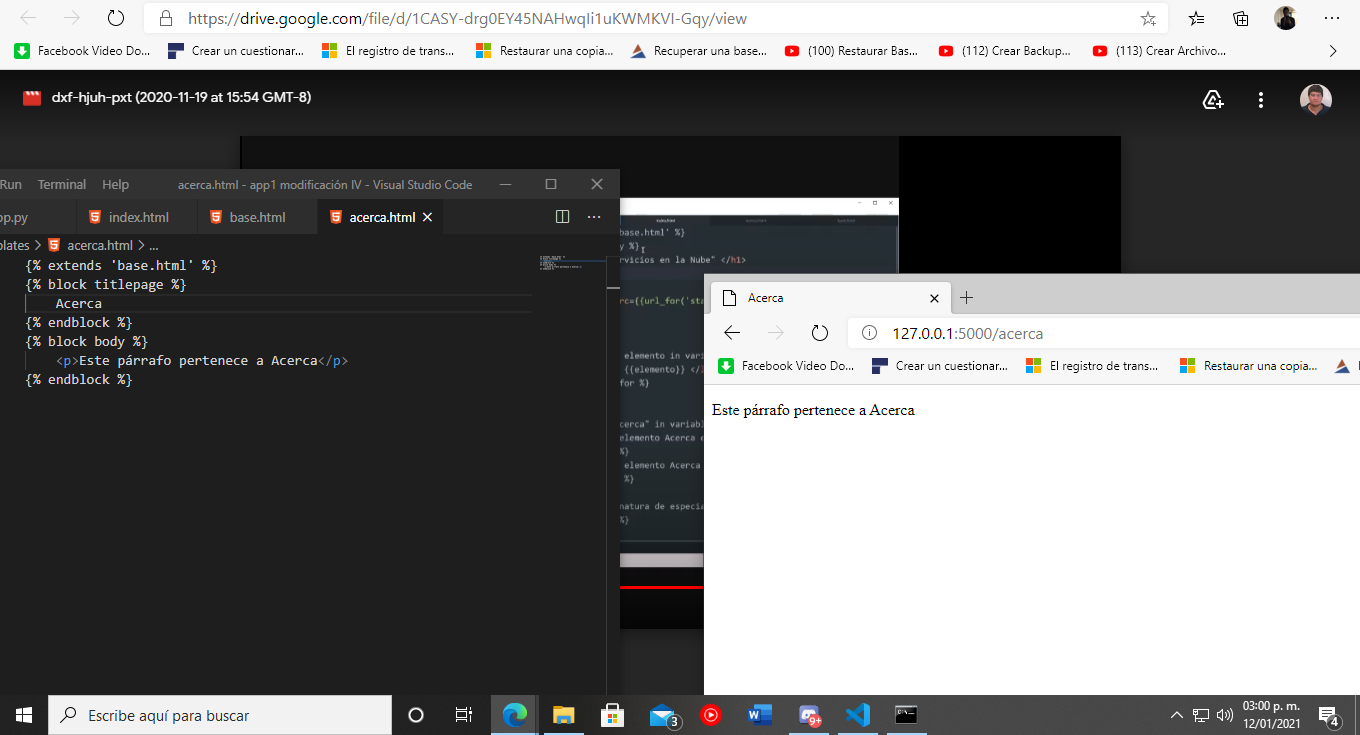 https://drive.google.com/file/d/1CASY-drg0EY45NAHwqIi1uKWMKVI-Gqy/view
Facebook Video Do... Crear un cuestionar... El registro de trans... Restaurar una copia... Recuperar una base... (100) Restaurar Bas... (112) Crear Backup... (113) Crear Archivo...
dxf-hjuh-pxt (2020-11-19 at 15:54 GMT-8)
Run Terminal Help acerca.html - app1 modificación IV - Visual Studio Code
pp.py index.html base.html acerca.html
plates > acerca.html > ...
{% extends 'base.html' %}
{% block titlepage %}
Acerca
{% endblock %}
{% block body %}
<p>Este párrafo pertenece a Acerca</p>
{% endblock %}
base.html' %}
y %}
rvicios en la Nube" </h1>
rc={{url_for('sta
elemento in vari
{{elemento}} </l
for %}
cerca" in variabl
elemento Acerca e
%}
elemento Acerca
%}
natura de especia
%}
Acerca
127.0.0.1:5000/acerca
Facebook Video Do... Crear un cuestionar... El registro de trans... Restaurar una copia...
Este párrafo pertenece a Acerca
Escribe aquí para buscar
3
9+
03:00 p. m.
12/01/2021
4